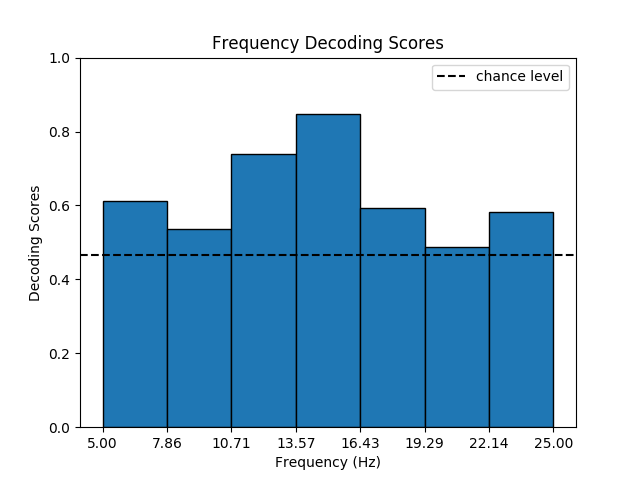 Frequency Decoding Scores
chance level
Decoding Scores
1.0
0.8
0.6
0.4
0.2
0.0
5.00 7.86 10.71 13.57 16.43 19.29 22.14 25.00
Frequency (Hz)